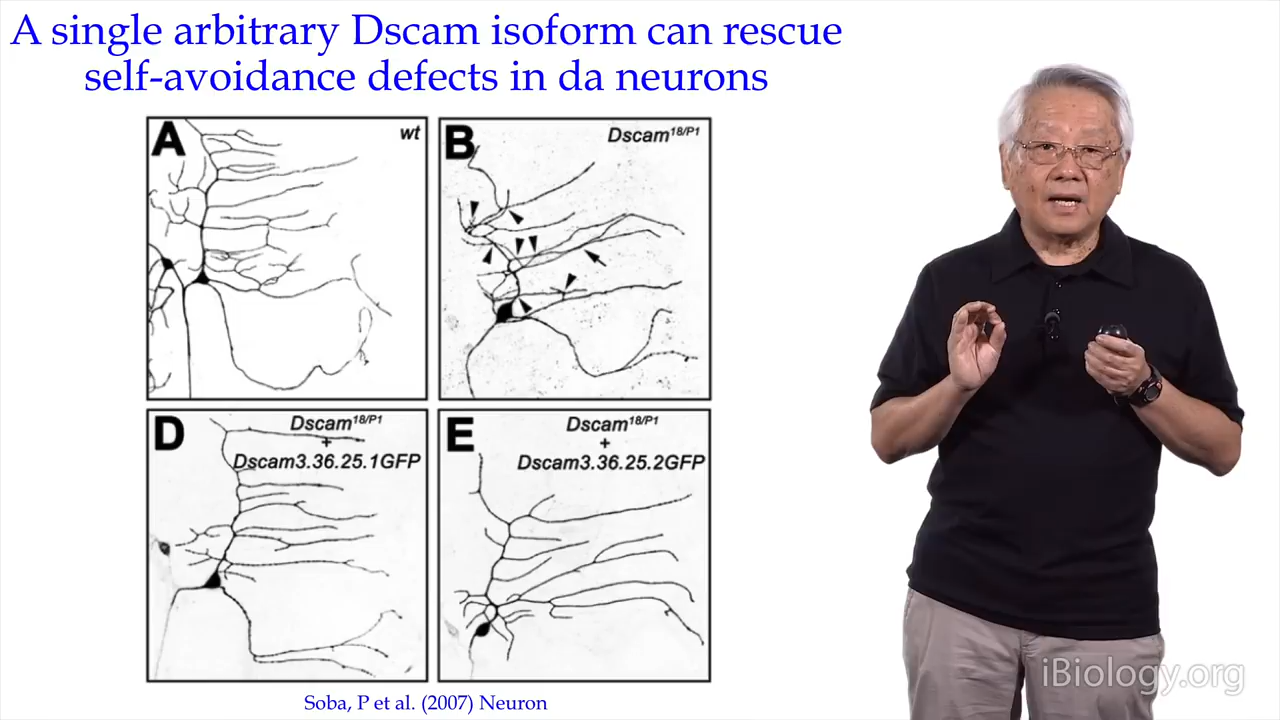 A single arbitrary Dscam isoform can rescue
self-avoidance defects in da neurons
A
wt
B
Dscam18/P1
D
Dscam18/P1
+
Dscam3.36.25.1GFP
E
Dscam18/P1
+
Dscam3.36.25.2GFP
Soba, P et al. (2007) Neuron
iBiology.org